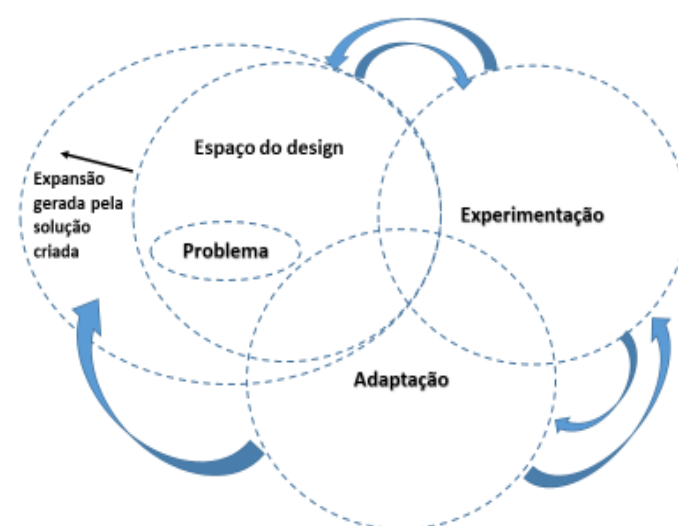 Espaço do design
Expansão
gerada pela
solução
criada
Experimentação
Problema
Adaptação